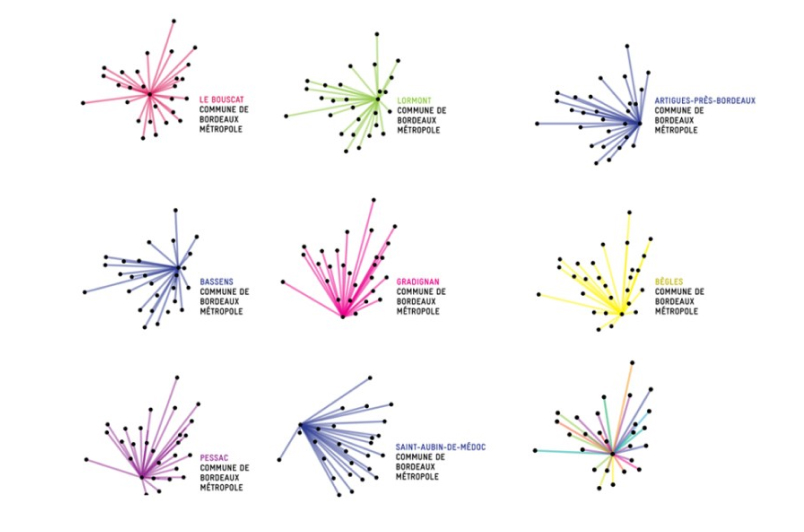 LE BOUSCAT
COMMUNE DE
BORDEAUX
MÉTROPOLE
LORMONT
COMMUNE DE
BORDEAUX
MÉTROPOLE
ARTIGUES-PRÈS-BORDEAUX
COMMUNE DE
BORDEAUX
MÉTROPOLE
BASSENS
COMMUNE DE
BORDEAUX
MÉTROPOLE
GRADIGNAN
COMMUNE DE
BORDEAUX
MÉTROPOLE
BÈGLES
COMMUNE DE
BORDEAUX
MÉTROPOLE
PESSAC
COMMUNE DE
BORDEAUX
MÉTROPOLE
SAINT-AUBIN-DE-MÉDOC
COMMUNE DE
BORDEAUX
MÉTROPOLE